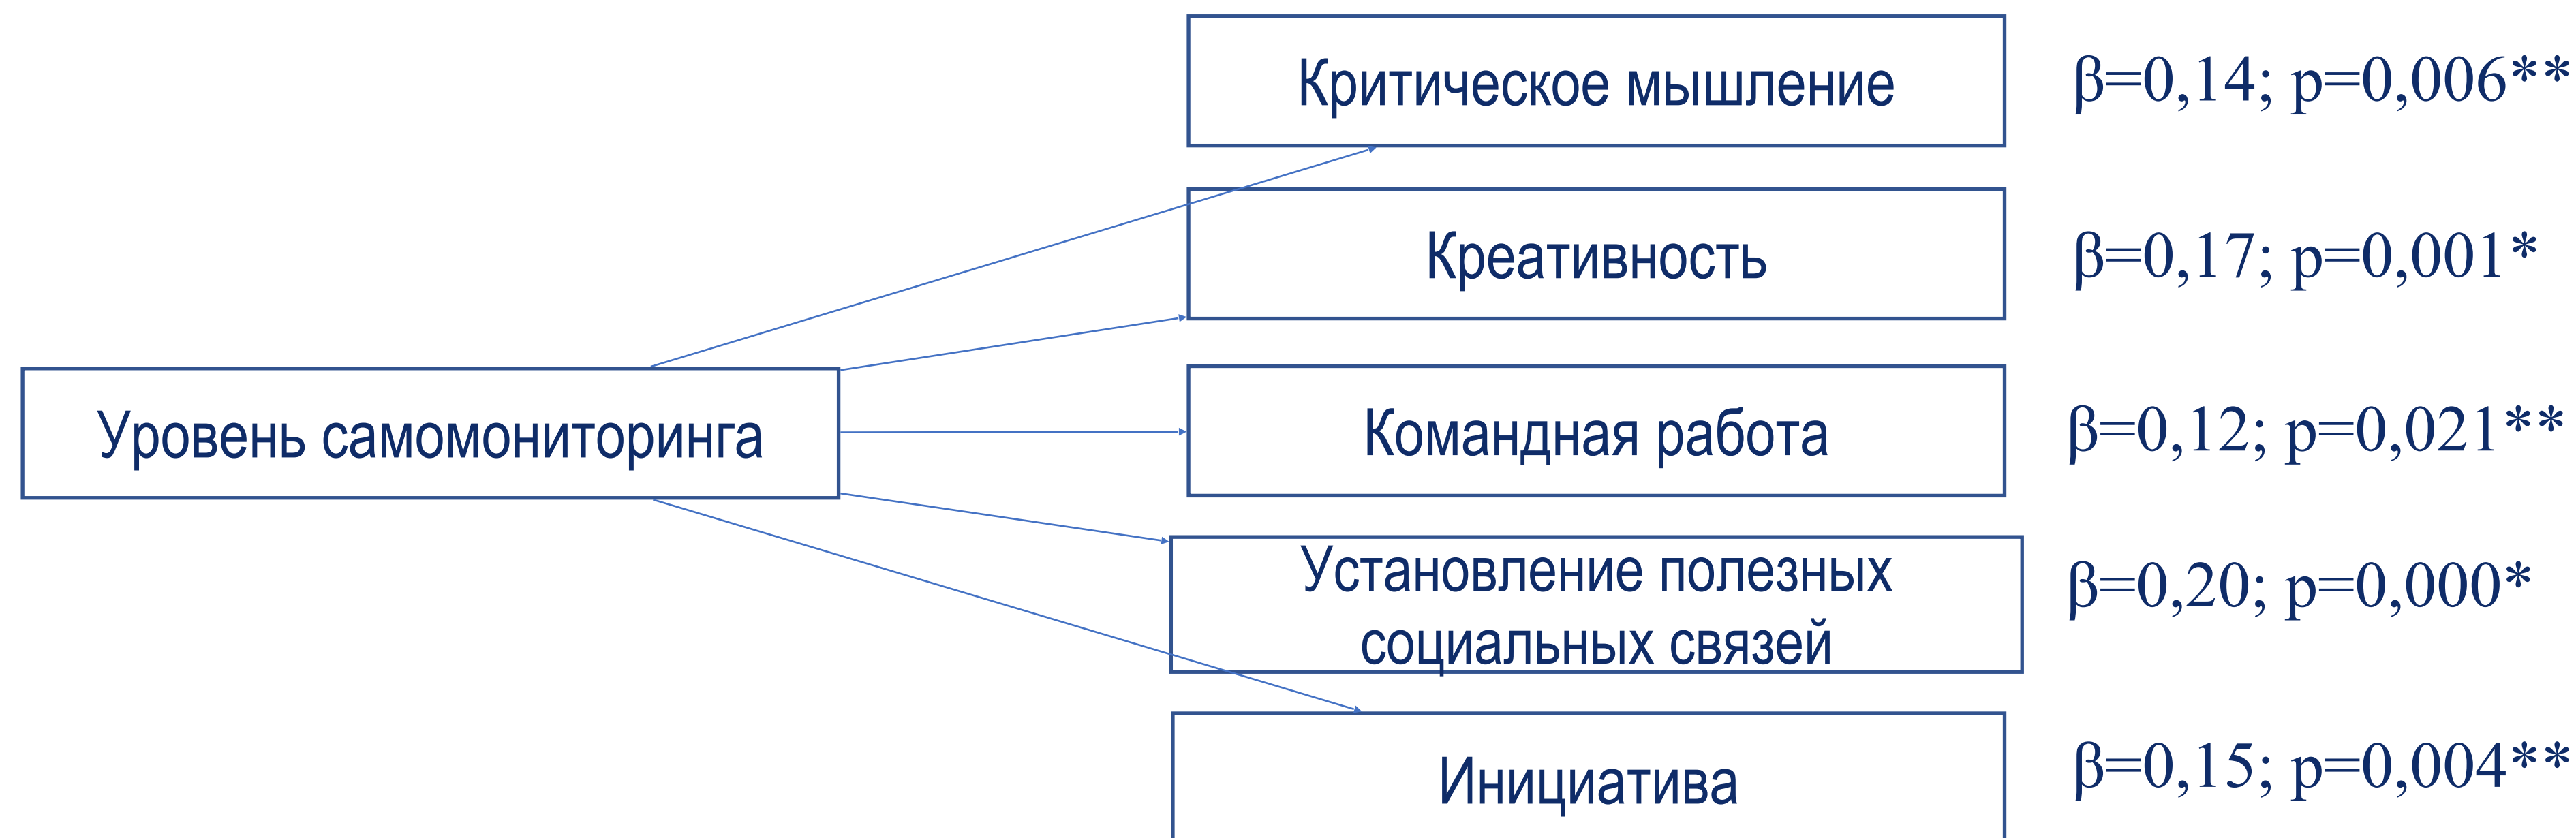 Критическое мышление
β=0,14; p=0,006**
Креативность
β=0,17; p=0,001*
Уровень самомониторинга
Командная работа
β=0,12; p=0,021**
Установление полезных
социальных связей
β=0,20; p=0,000*
Инициатива
β=0,15; p=0,004**